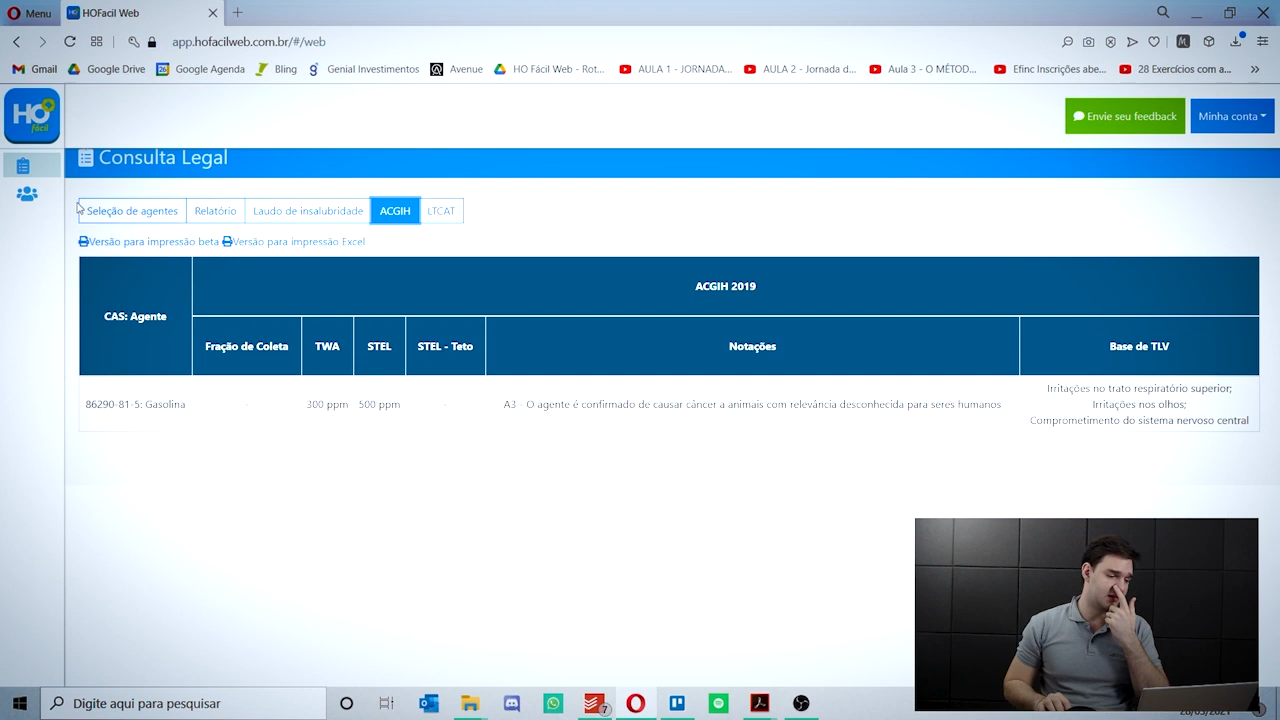 Menu
HOFacil Web
app.hofacilweb.com.br/#/web
Gmail
Google Drive
Google Agenda
Bling
Genial Investimentos
Avenue
HO Fácil Web - Rot...
AULA 1 - JORNADA...
AULA 2 - Jornada d...
Aula 3 - O MÉTOD...
Efinc Inscrições abe...
28 Exercícios com a...
HO
fácil
Envie seu feedback
Minha conta
Consulta Legal
Seleção de agentes
Relatório
Laudo de insalubridade
ACGIH
LTCAT
Versão para impressão beta
Versão para impressão Excel
CAS: Agente
ACGIH 2019
Fração de Coleta
TWA
STEL
STEL - Teto
Notações
Base de TLV
86290-81-5: Gasolina
-
300 ppm
500 ppm
-
A3 - O agente é confirmado de causar câncer a animais com relevância desconhecida para seres humanos
Irritações no trato respiratório superior;
Irritações nos olhos;
Comprometimento do sistema nervoso central
Digite aqui para pesquisar
7